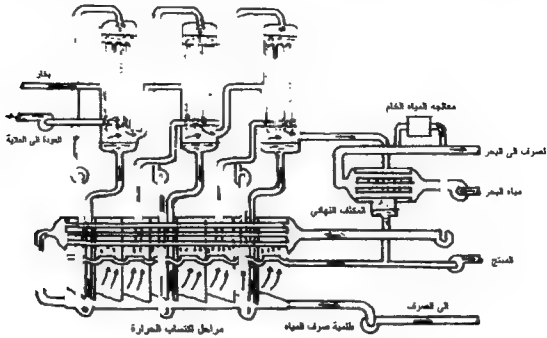 بخار
معالجه المياه الخام
العودة الى الغلاية
لصرف الى البحر
مياه البحر
المكثف النهائي
المنتج
الى الصرف
مراحل اكتساب الحرارة
طلمبة صرف المياه